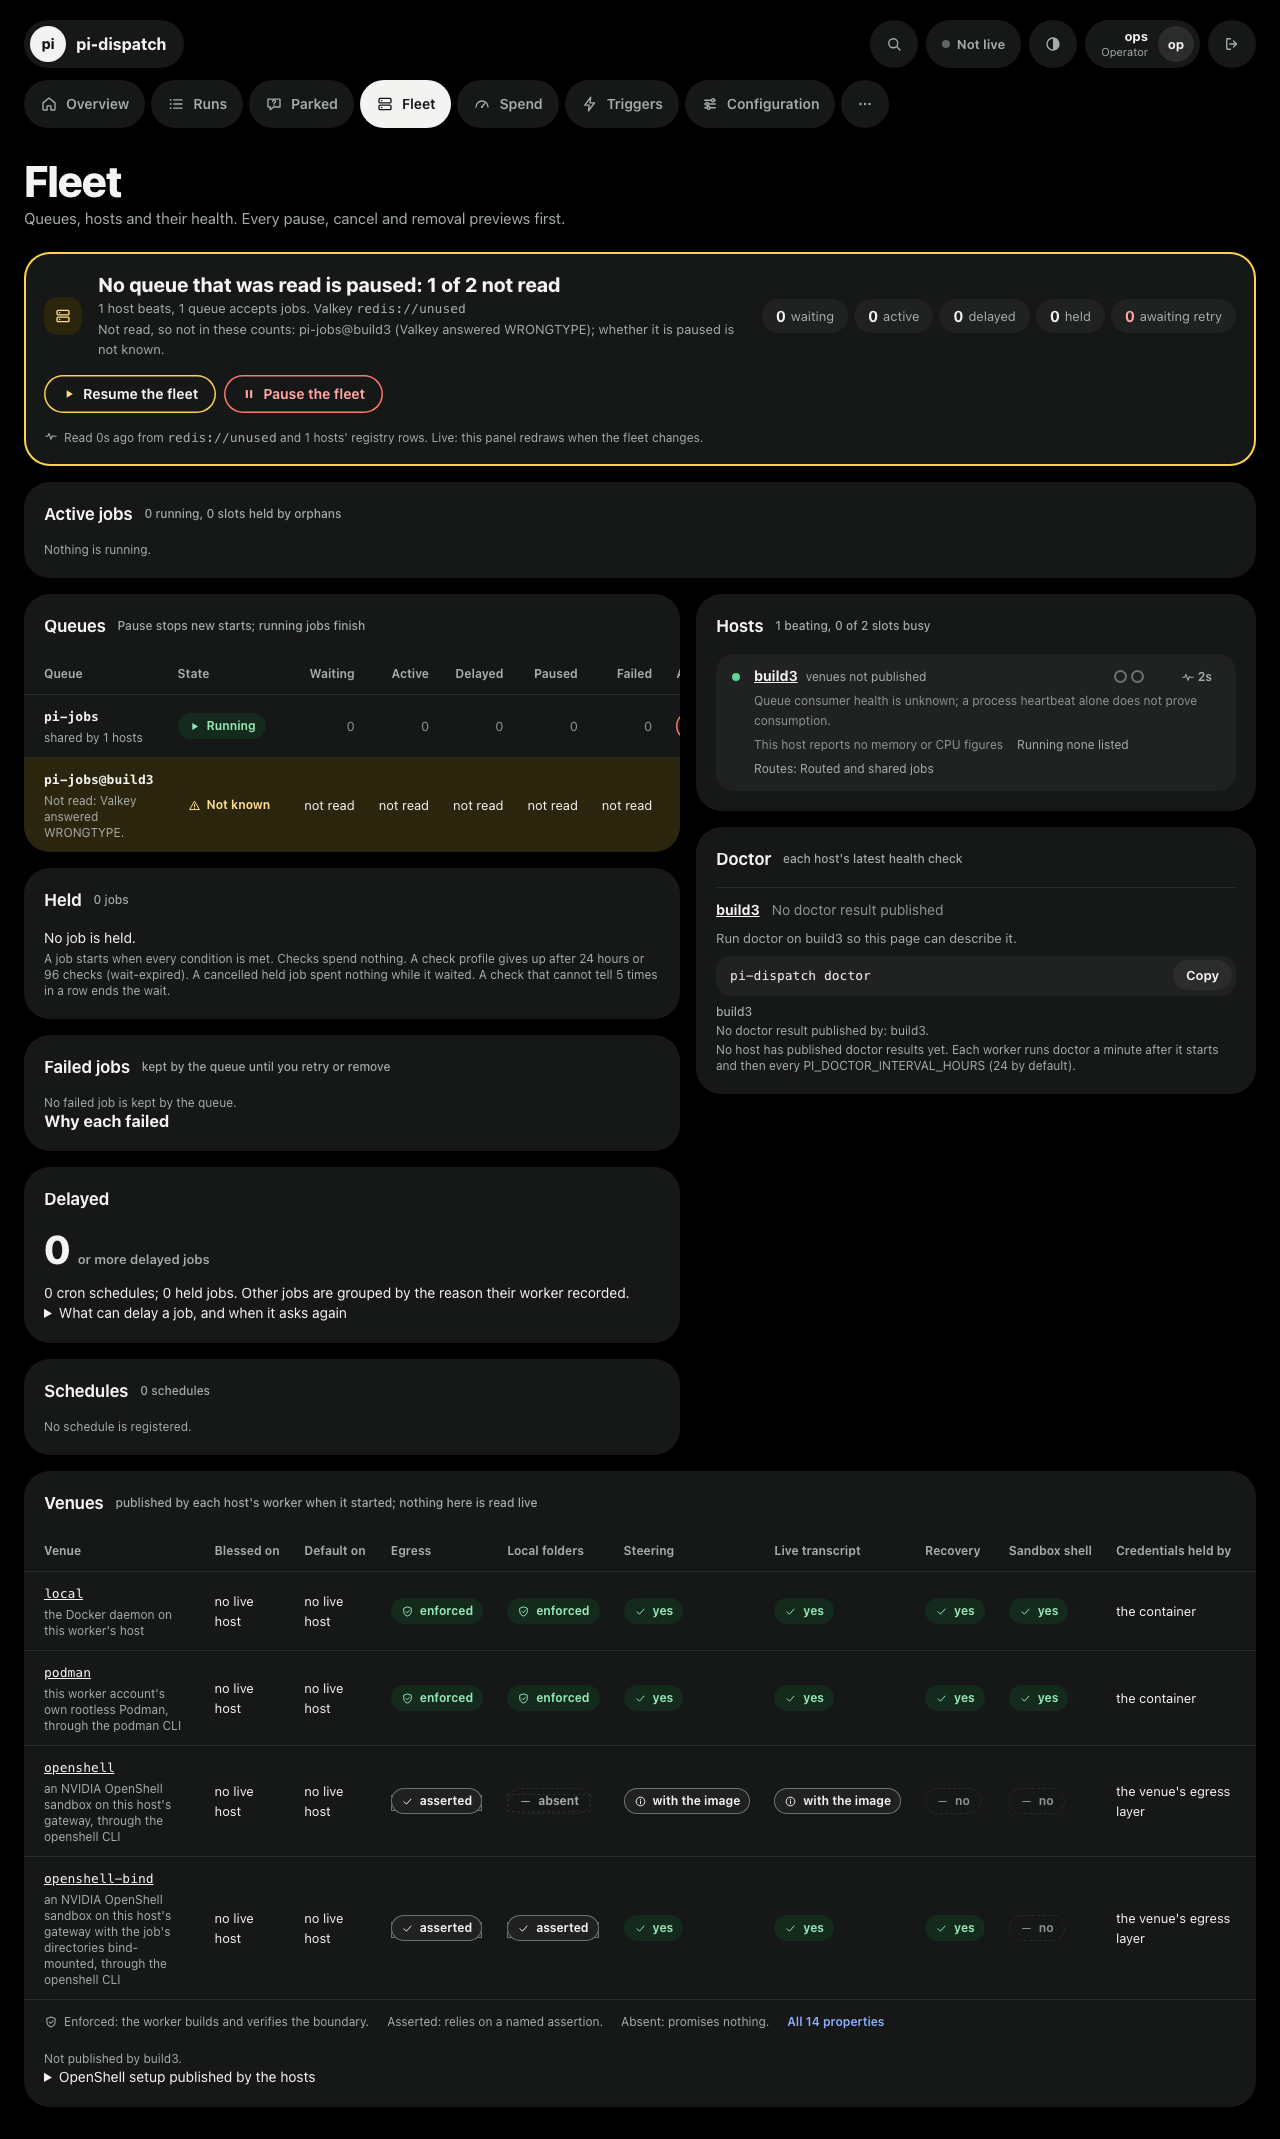 pi pi-dispatch
Not live
ops
Operator
op
Overview Runs Parked Fleet Spend Triggers Configuration ...
Fleet
Queues, hosts and their health. Every pause, cancel and removal previews first.
No queue that was read is paused: 1 of 2 not read
1 host beats, 1 queue accepts jobs. Valkey redis://unused
Not read, so not in these counts: pi-jobs@build3 (Valkey answered WRONGTYPE); whether it is paused is
not known.
0 waiting 0 active 0 delayed 0 held 0 awaiting retry
Resume the fleet Pause the fleet
Read 0s ago from redis://unused and 1 hosts' registry rows. Live: this panel redraws when the fleet changes.
Active jobs 0 running, 0 slots held by orphans
Nothing is running.
Queues Pause stops new starts; running jobs finish
Queue State Waiting Active Delayed Paused Failed
pi-jobs
shared by 1 hosts
Running 0 0 0 0 0
pi-jobs@build3
Not read: Valkey
answered
WRONGTYPE.
Not known not read not read not read not read not read
Held 0 jobs
No job is held.
A job starts when every condition is met. Checks spend nothing. A check profile gives up after 24 hours or
96 checks (wait-expired). A cancelled held job spent nothing while it waited. A check that cannot tell 5 times
in a row ends the wait.
Failed jobs kept by the queue until you retry or remove
No failed job is kept by the queue.
Why each failed
Delayed
0 or more delayed jobs
0 cron schedules; 0 held jobs. Other jobs are grouped by the reason their worker recorded.
What can delay a job, and when it asks again
Schedules 0 schedules
No schedule is registered.
Hosts 1 beating, 0 of 2 slots busy
build3 venues not published 2s
Queue consumer health is unknown; a process heartbeat alone does not prove
consumption.
This host reports no memory or CPU figures Running none listed
Routes: Routed and shared jobs
Doctor each host's latest health check
build3 No doctor result published
Run doctor on build3 so this page can describe it.
pi-dispatch doctor Copy
build3
No doctor result published by: build3.
No host has published doctor results yet. Each worker runs doctor a minute after it starts
and then every PI_DOCTOR_INTERVAL_HOURS (24 by default).
Venues published by each host's worker when it started; nothing here is read live
Venue Blessed on Default on Egress Local folders Steering Live transcript Recovery Sandbox shell Credentials held by
local
the Docker daemon on
this worker's host
no live
host
no live
host
enforced enforced yes yes yes yes the container
podman
this worker account's
own rootless Podman,
through the podman CLI
no live
host
no live
host
enforced enforced yes yes yes yes the container
openshell
an NVIDIA OpenShell
sandbox on this host's
gateway, through the
openshell CLI
no live
host
no live
host
asserted absent with the image with the image no no
the venue's egress
layer
openshell-bind
an NVIDIA OpenShell
sandbox on this host's
gateway with the job's
directories bind-
mounted, through the
openshell CLI
no live
host
no live
host
asserted asserted yes yes yes no
the venue's egress
layer
Enforced: the worker builds and verifies the boundary. Asserted: relies on a named assertion. Absent: promises nothing. All 14 properties
Not published by build3.
OpenShell setup published by the hosts